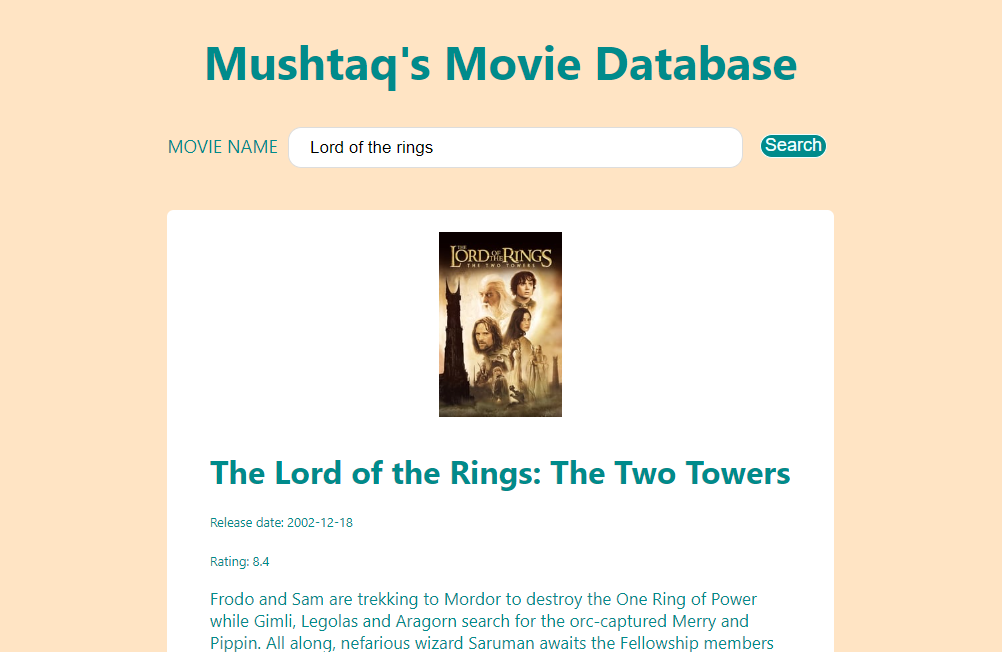 Mushtaq's Movie Database
MOVIE NAME
Lord of the rings
Search
THE
LORD OF THE RINGS
THE TWO TOWERS
The Lord of the Rings: The Two Towers
Release date: 2002-12-18
Rating: 8.4
Frodo and Sam are trekking to Mordor to destroy the One Ring of Power
while Gimli, Legolas and Aragorn search for the orc-captured Merry and
Pippin. All along, nefarious wizard Saruman awaits the Fellowship members